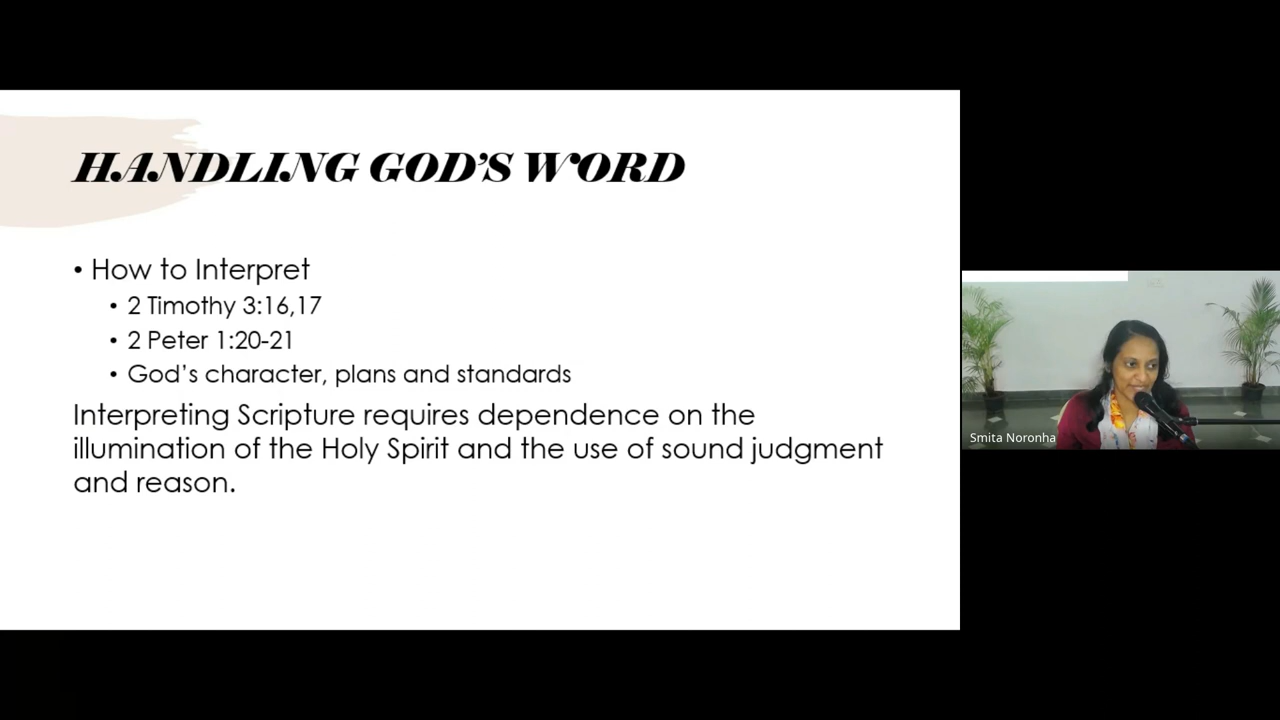 HANDLING GOD'S WORD
• How to Interpret
• 2 Timothy 3:16,17
• 2 Peter 1:20-21
• God's character, plans and standards
Interpreting Scripture requires dependence on the
illumination of the Holy Spirit and the use of sound judgment
and reason.
Smita Noronha